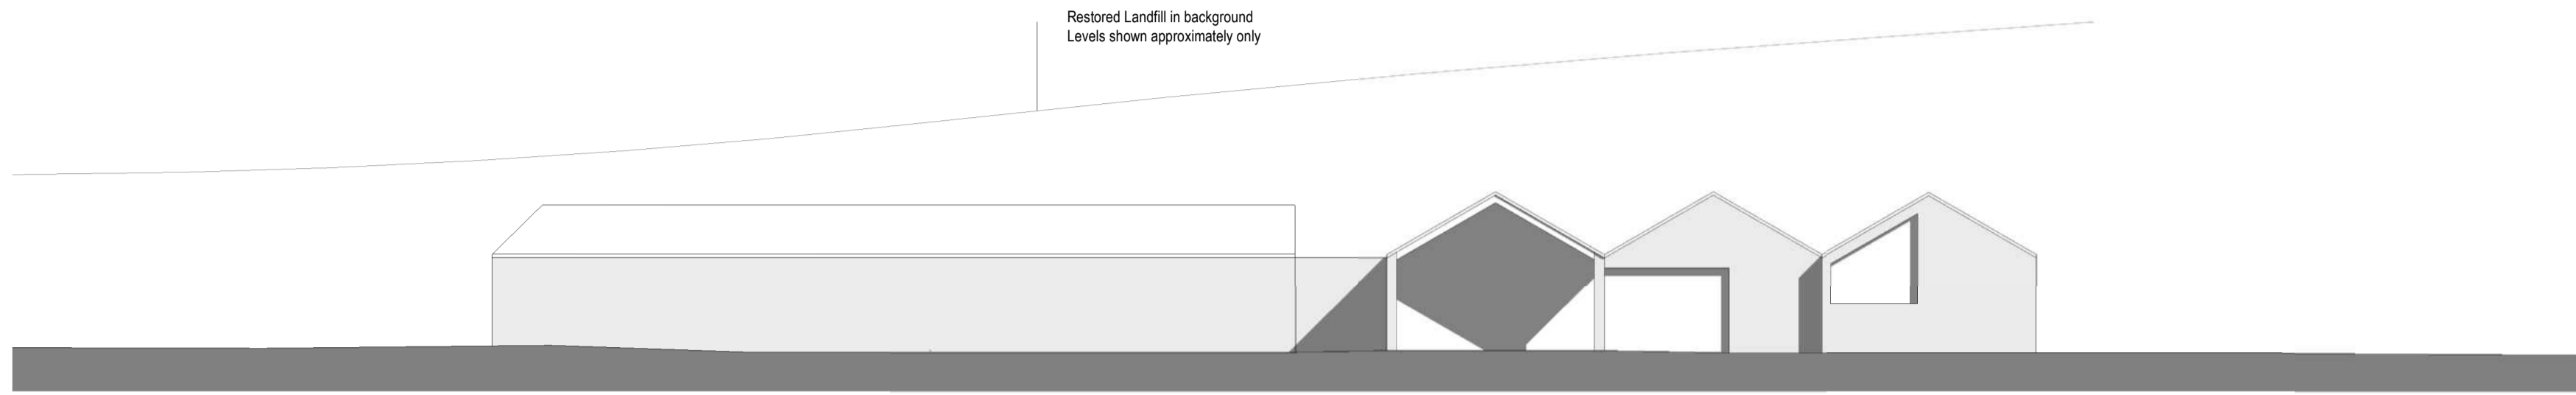 Restored Landfill in background
Levels shown approximately only